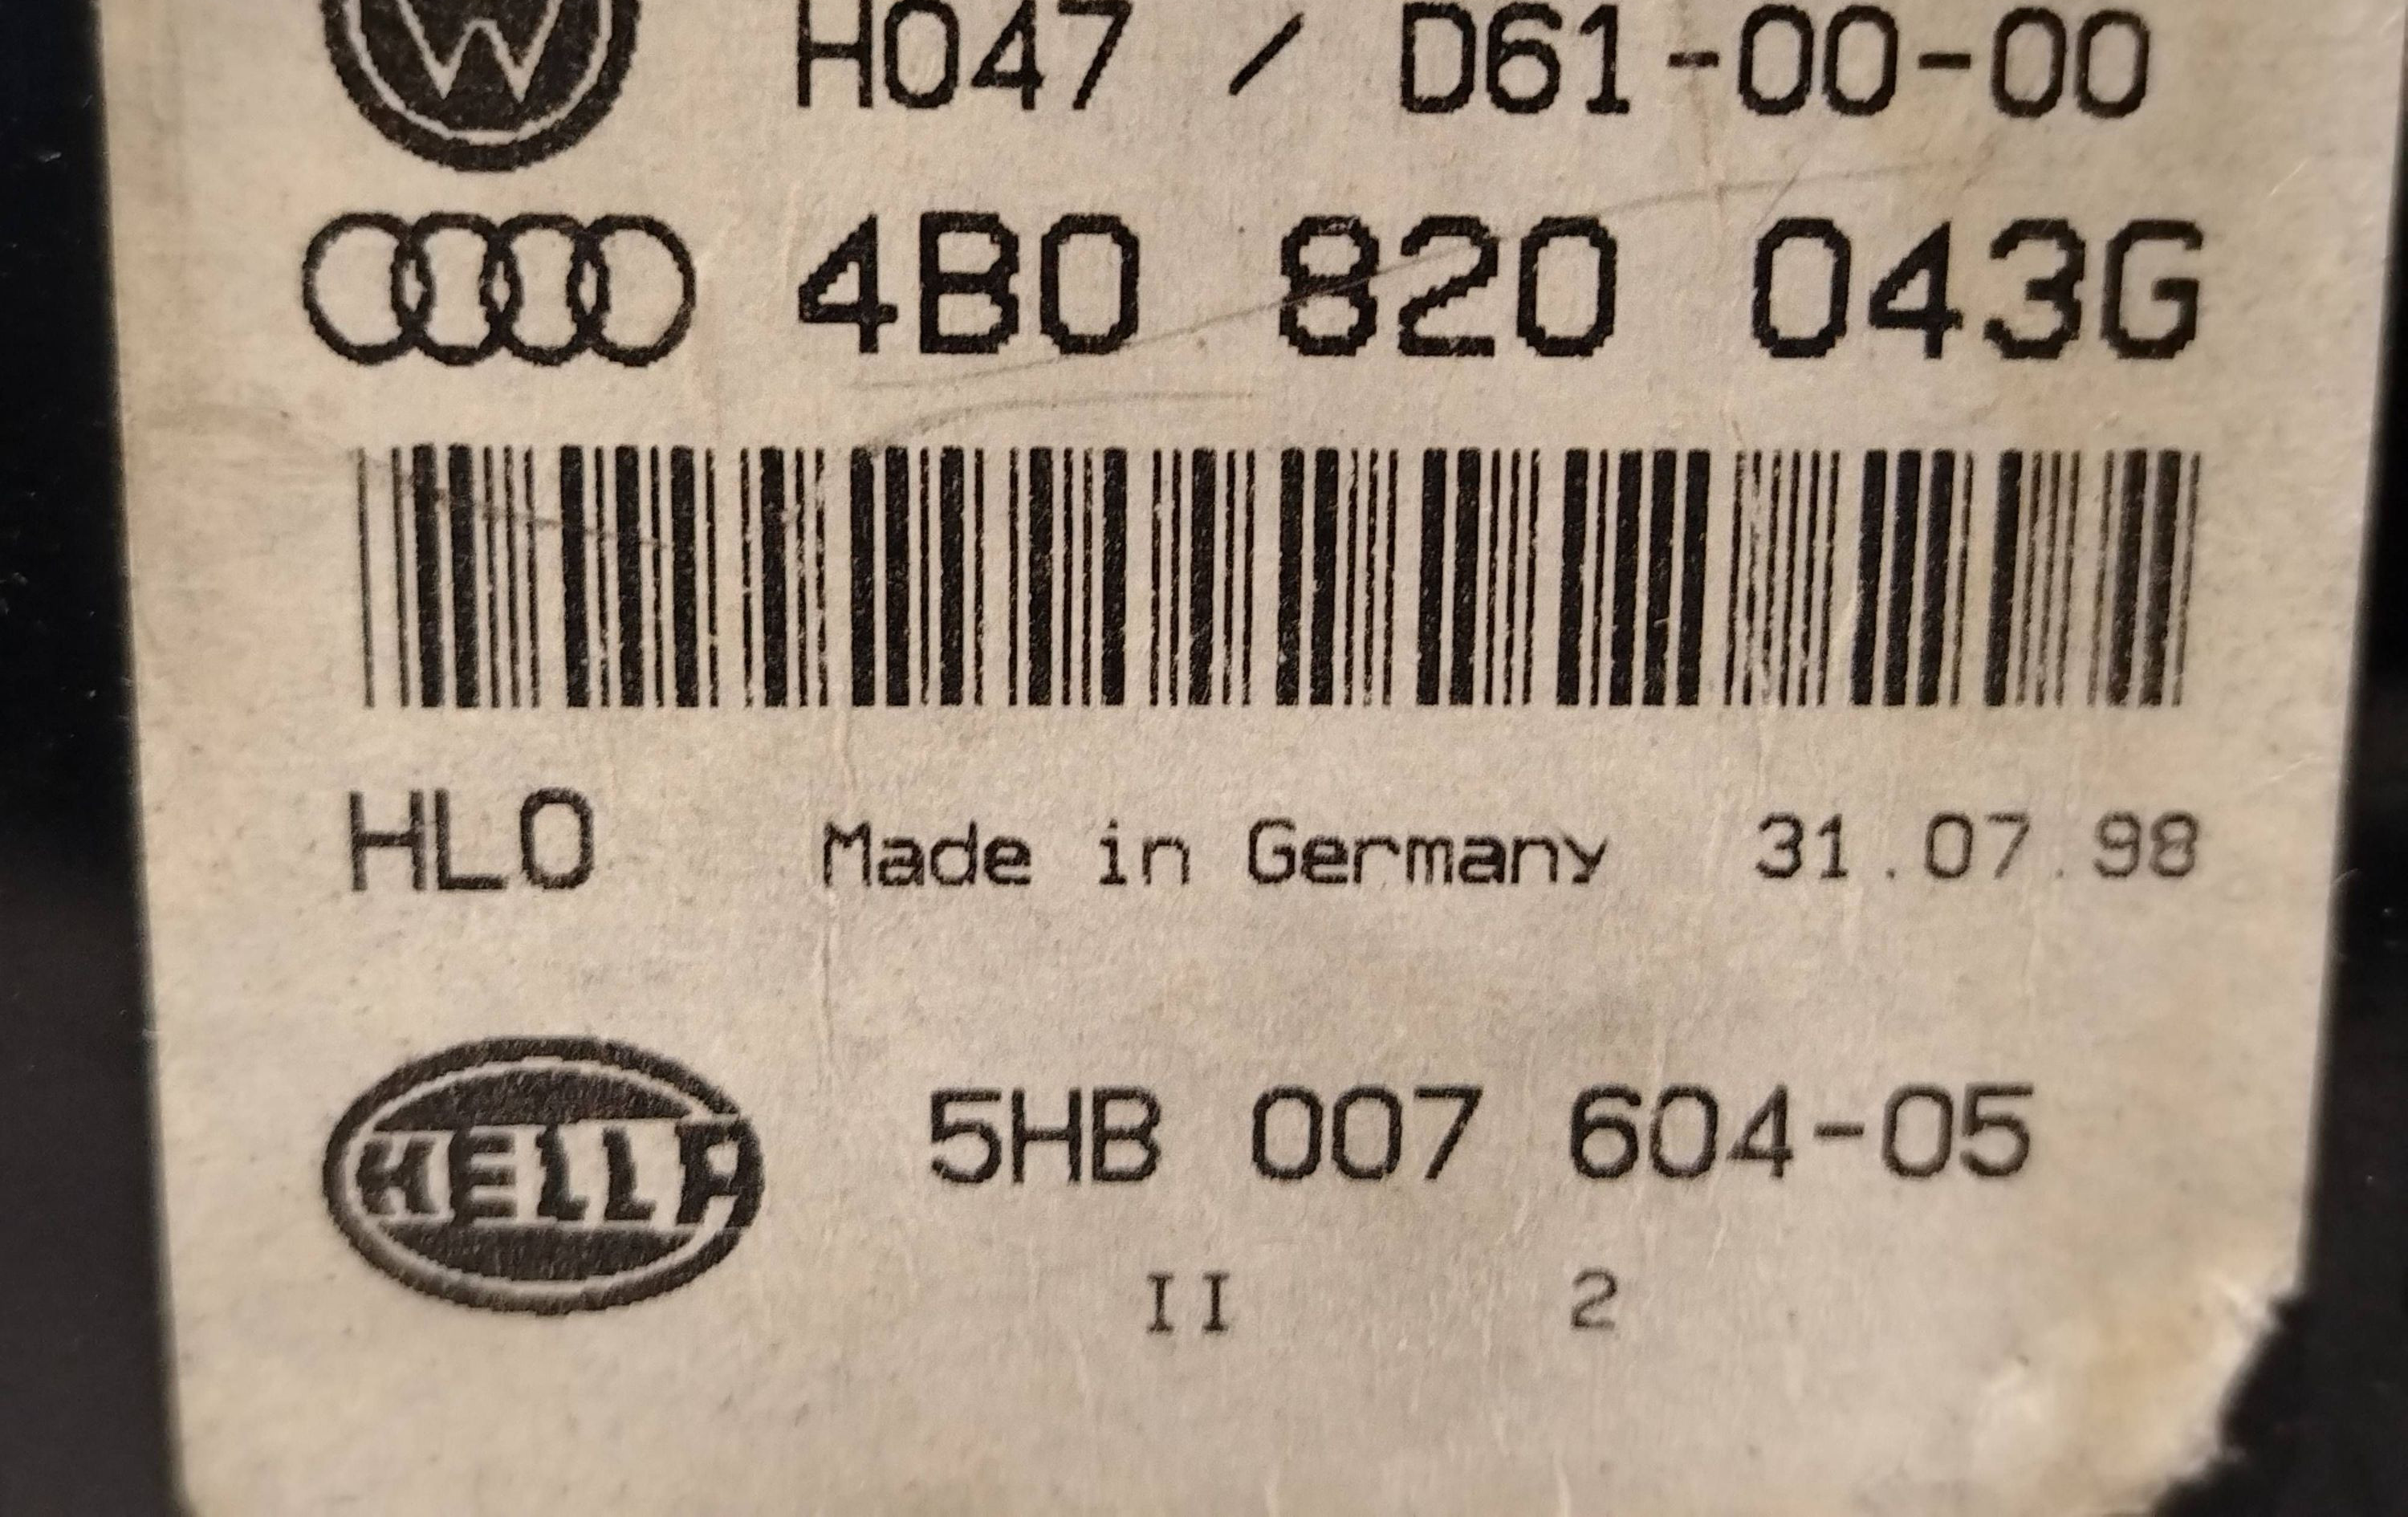 H047 / D61-00-00
4B0 820 043G
HLO Made in Germany 31.07.98
HELLA 5HB 007 604-05
II 2